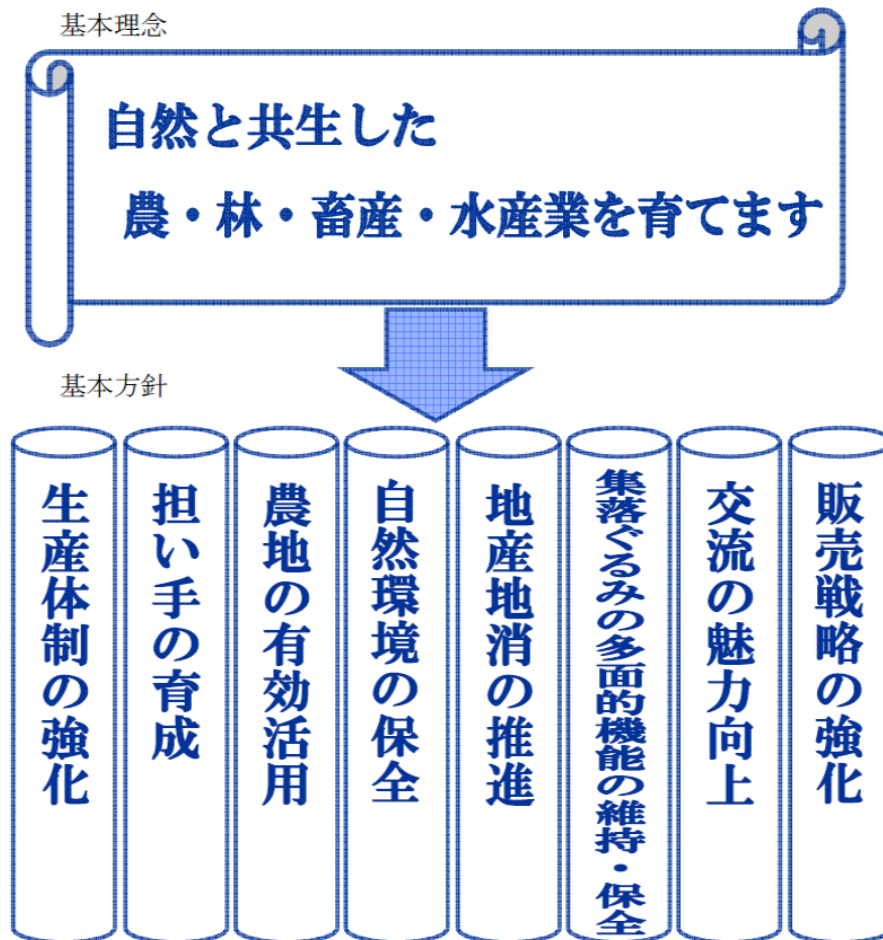 基本理念
自然と共生した
農・林・畜産・水産業を育てます
基本方針
生産体制の強化
担い手の育成
農地の有効活用
自然環境の保全
地産地消の推進
集落ぐるみの多面的機能の維持・保全
交流の魅力向上
販売戦略の強化